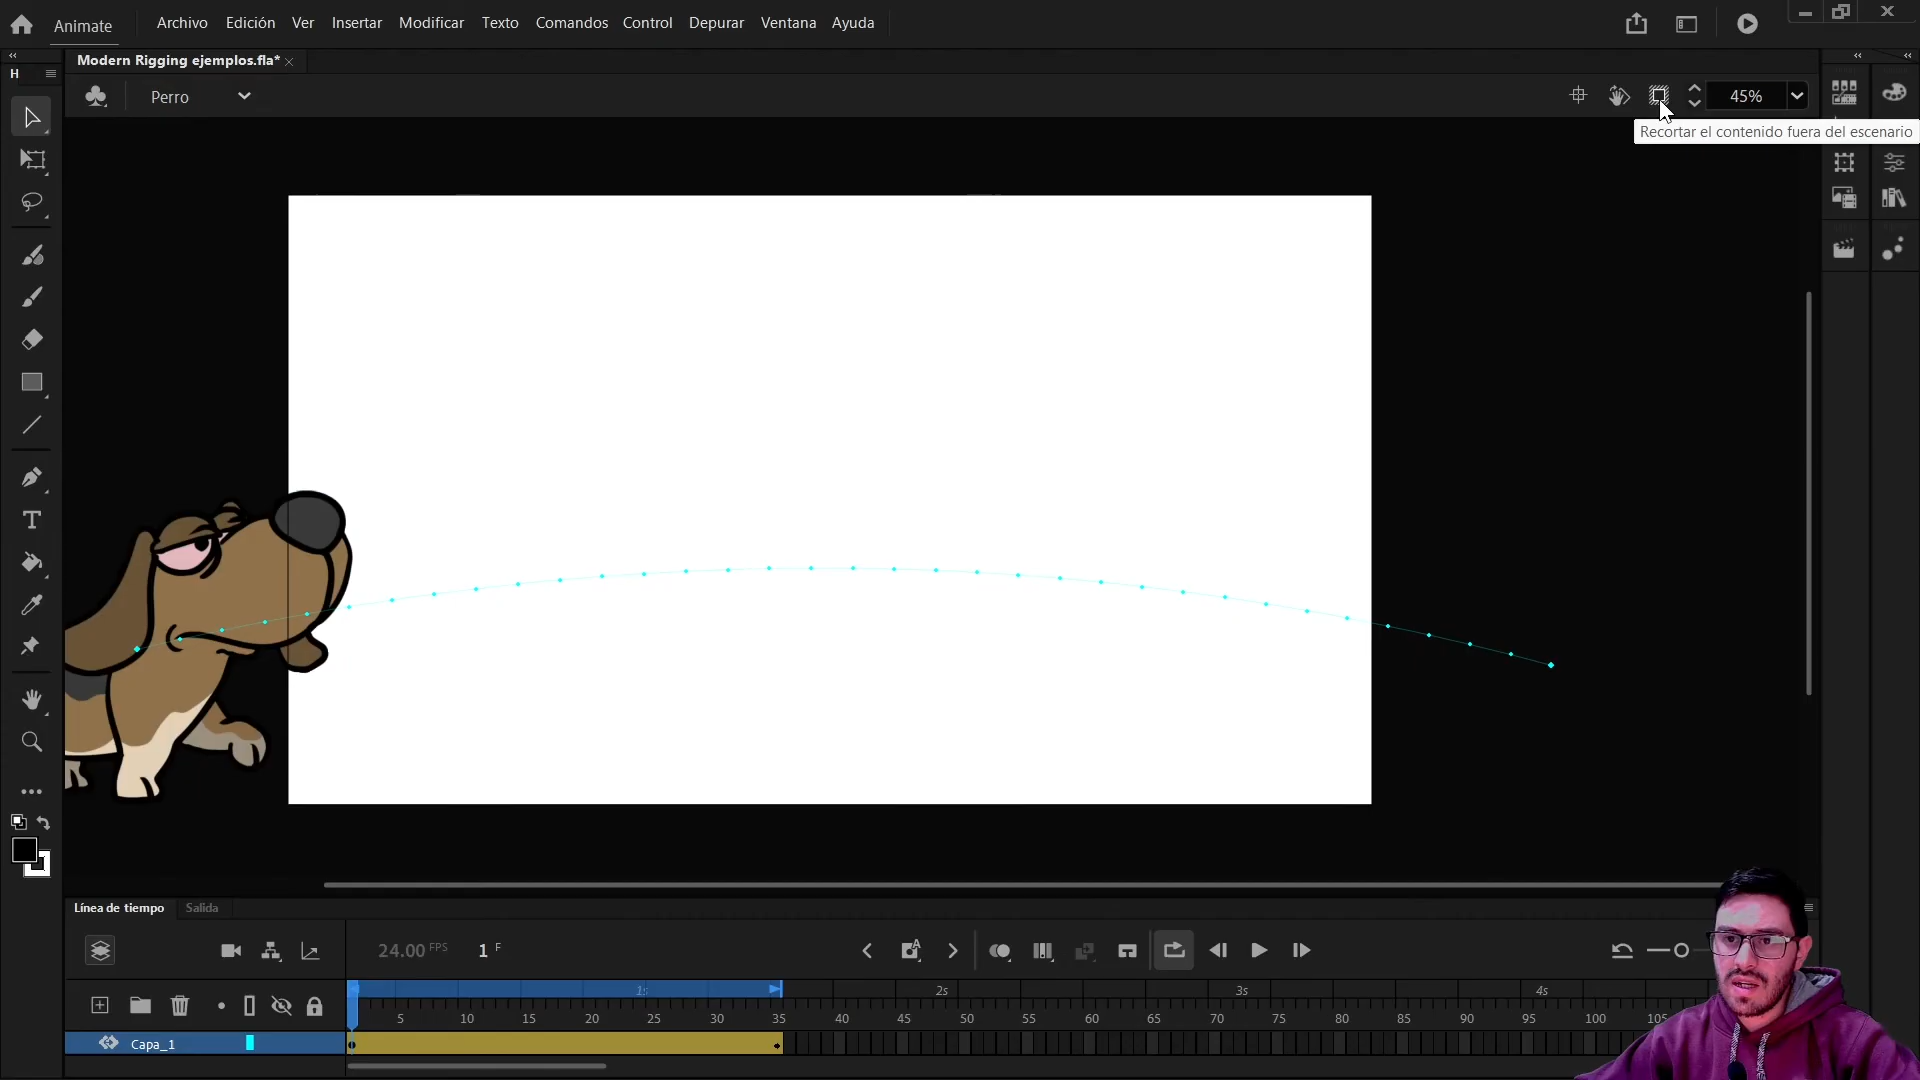 Animate
Archivo Edición Ver Insertar Modificar Texto Comandos Control Depurar Ventana Ayuda
Modern Rigging ejemplos.fla*
H
Perro
45%
Recortar el contenido fuera del escenario
T
Línea de tiempo Salida
24.00 FPS 1 F
A
1s 2s 3s 4s
5 10 15 20 25 30 35 40 45 50 55 60 65 70 75 80 85 90 95 100 105
Capa_1